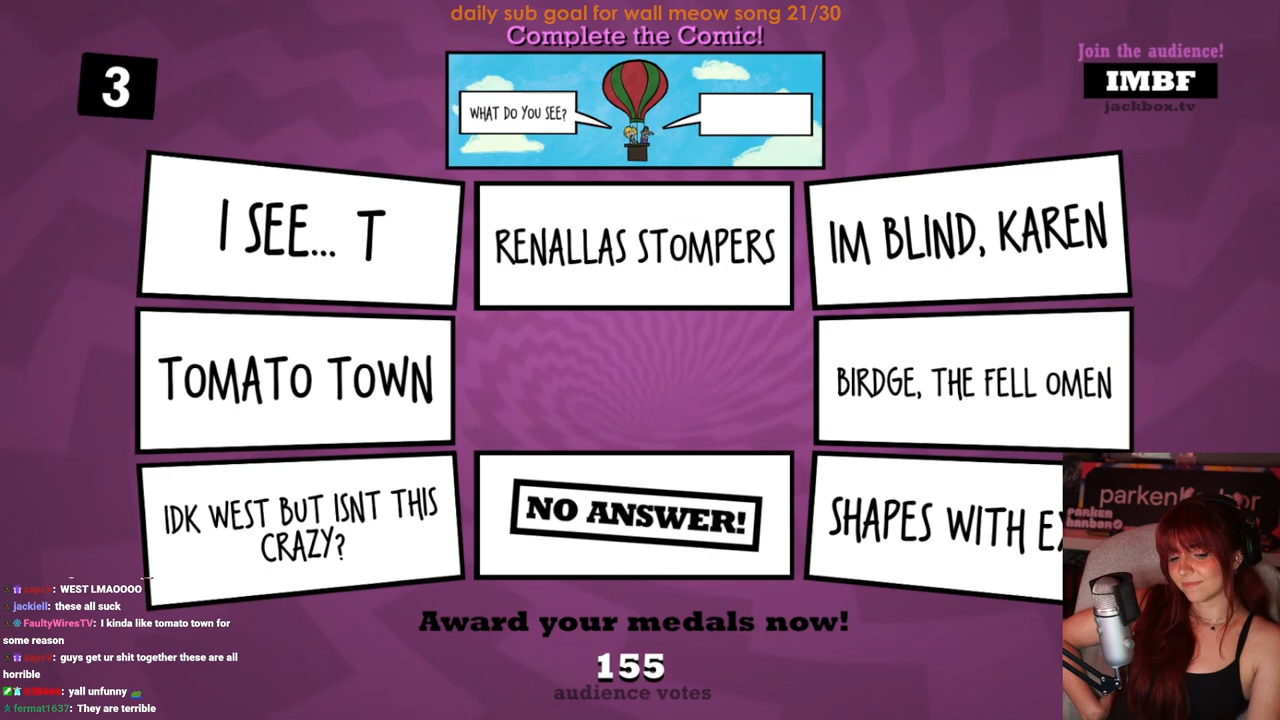 daily sub goal for wall meow song 21/30
Complete the Comic!
Join the audience!
IMBF
jackbox.tv
3
WHAT DO YOU SEE?
I SEE... T
RENALLAS STOMPERS
IM BLIND, KAREN
TOMATO TOWN
BIRDGE, THE FELL OMEN
IDK WEST BUT ISNT THIS
CRAZY?
NO ANSWER!
SHAPES WITH
Award your medals now!
155
audience votes
WEST LMAOOOO
jackiell: these all suck
FaultyWiresTV: I kinda like tomato town for
some reason
guys get ur shit together these are all
horrible
yall unfunny
fermat1637: They are terrible
PARKEN
HARBOR